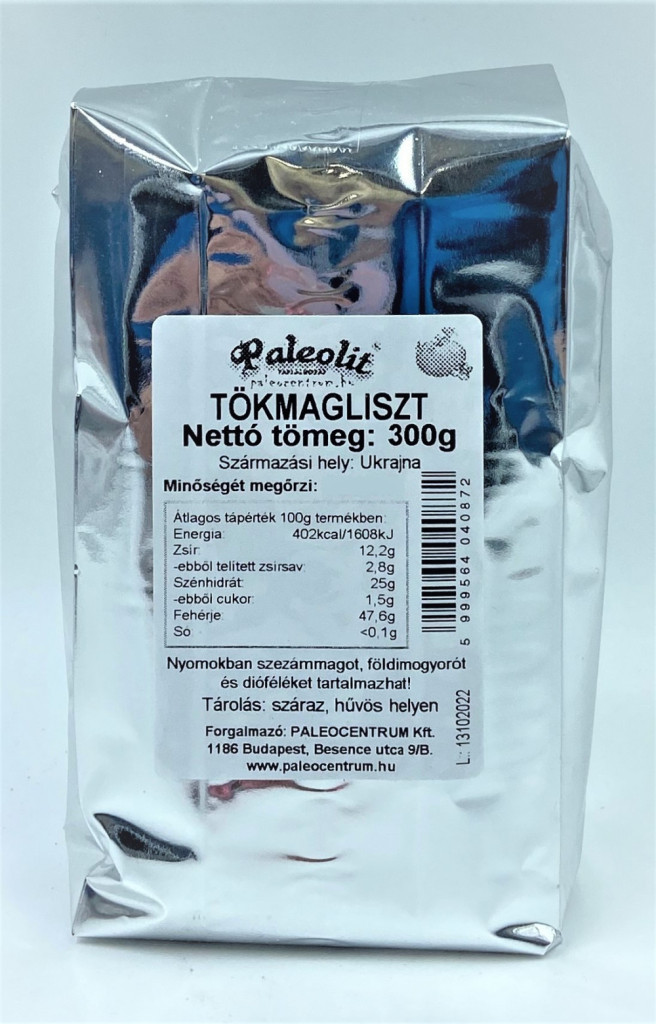 Paleolit
paleocentrum.hu
TÖKMAGLISZT
Nettó tömeg: 300g
Származási hely: Ukrajna
Minőségét megőrzi:
Átlagos tápérték 100g termékben:
Energia: 402kcal/1608kJ
Zsír: 12,2g
-ebből telített zsírsav: 2,8g
Szénhidrát: 25g
-ebből cukor: 1,5g
Fehérje: 47,6g
Só: <0,1g
Nyomokban szezámmagot, földimogyorót
és dióféléket tartalmazhat!
Tárolás: száraz, hűvös helyen
Forgalmazó: PALEOCENTRUM Kft.
1186 Budapest, Besence utca 9/B.
www.paleocentrum.hu
5 999564 040872
L.: 13102022